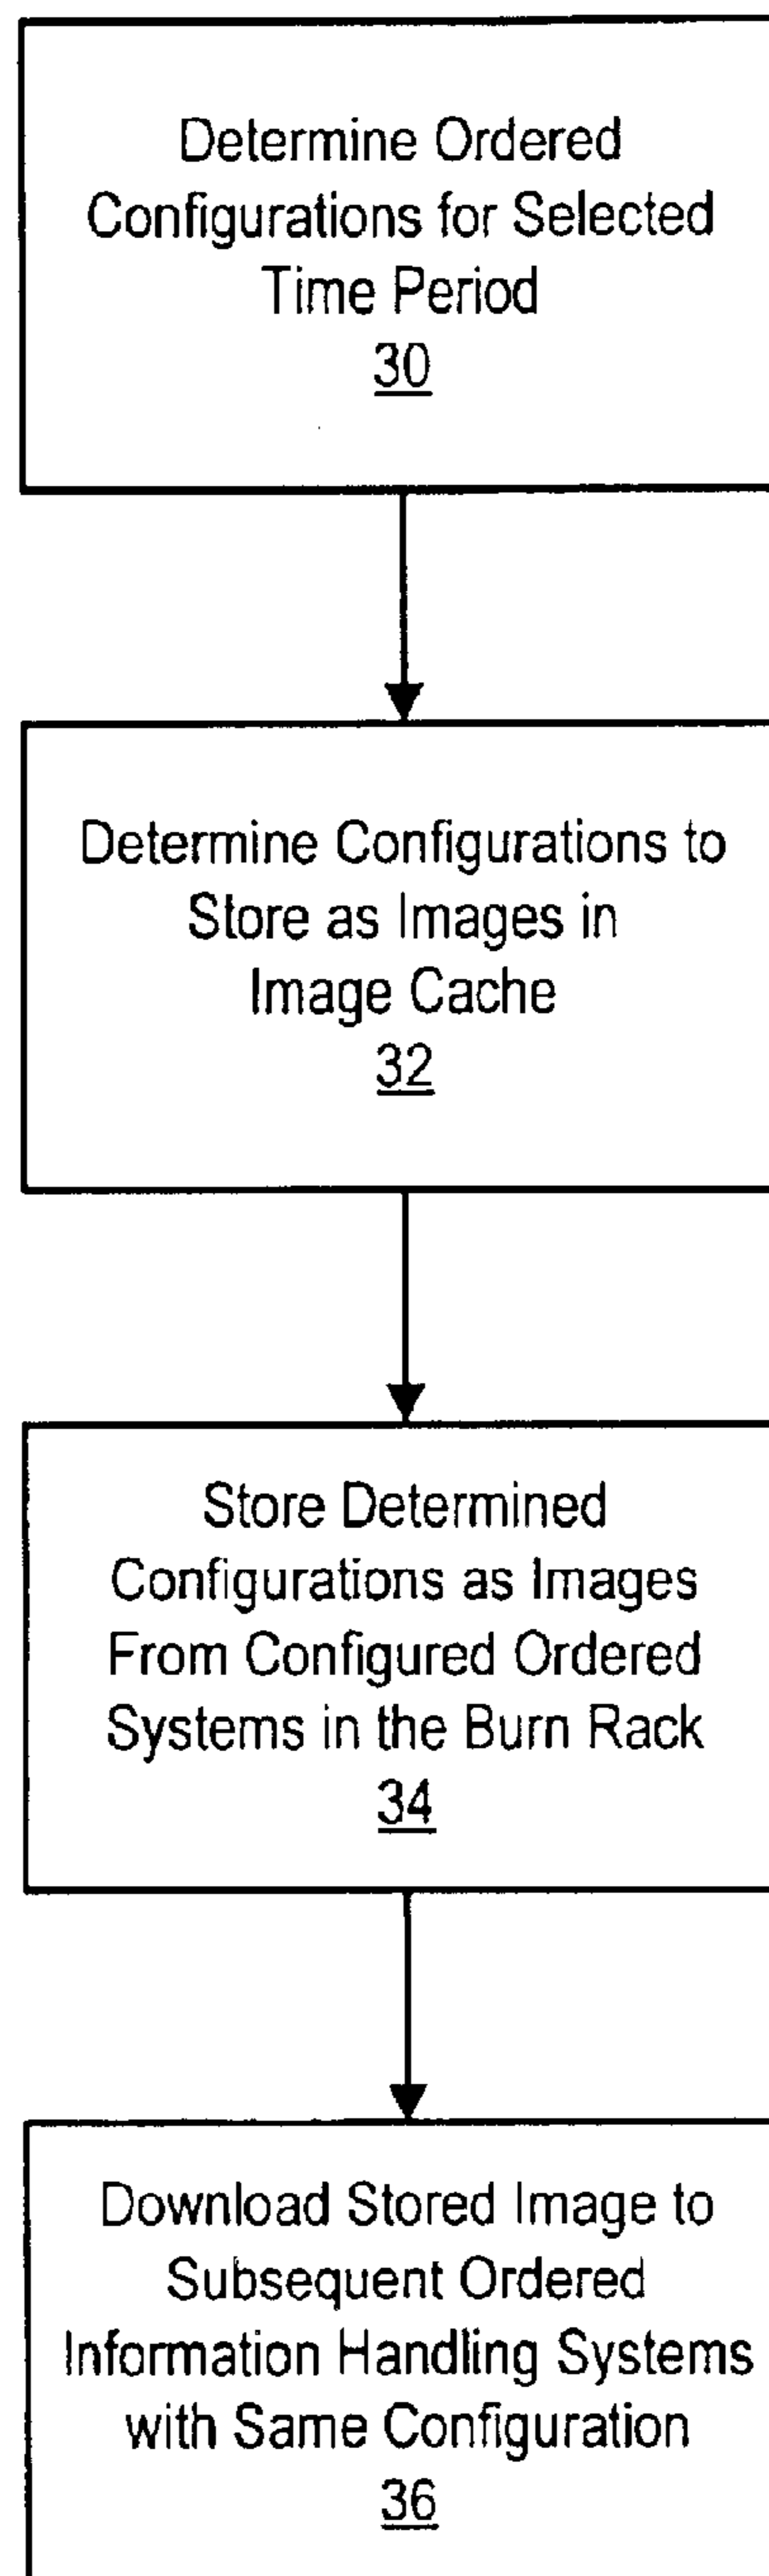 Determine Ordered
Configurations for Selected
Time Period
30
Determine Configurations to
Store as Images in
Image Cache
32
Store Determined
Configurations as Images
From Configured Ordered
Systems in the Burn Rack
34
Download Stored Image to
Subsequent Ordered
Information Handling Systems
with Same Configuration
36